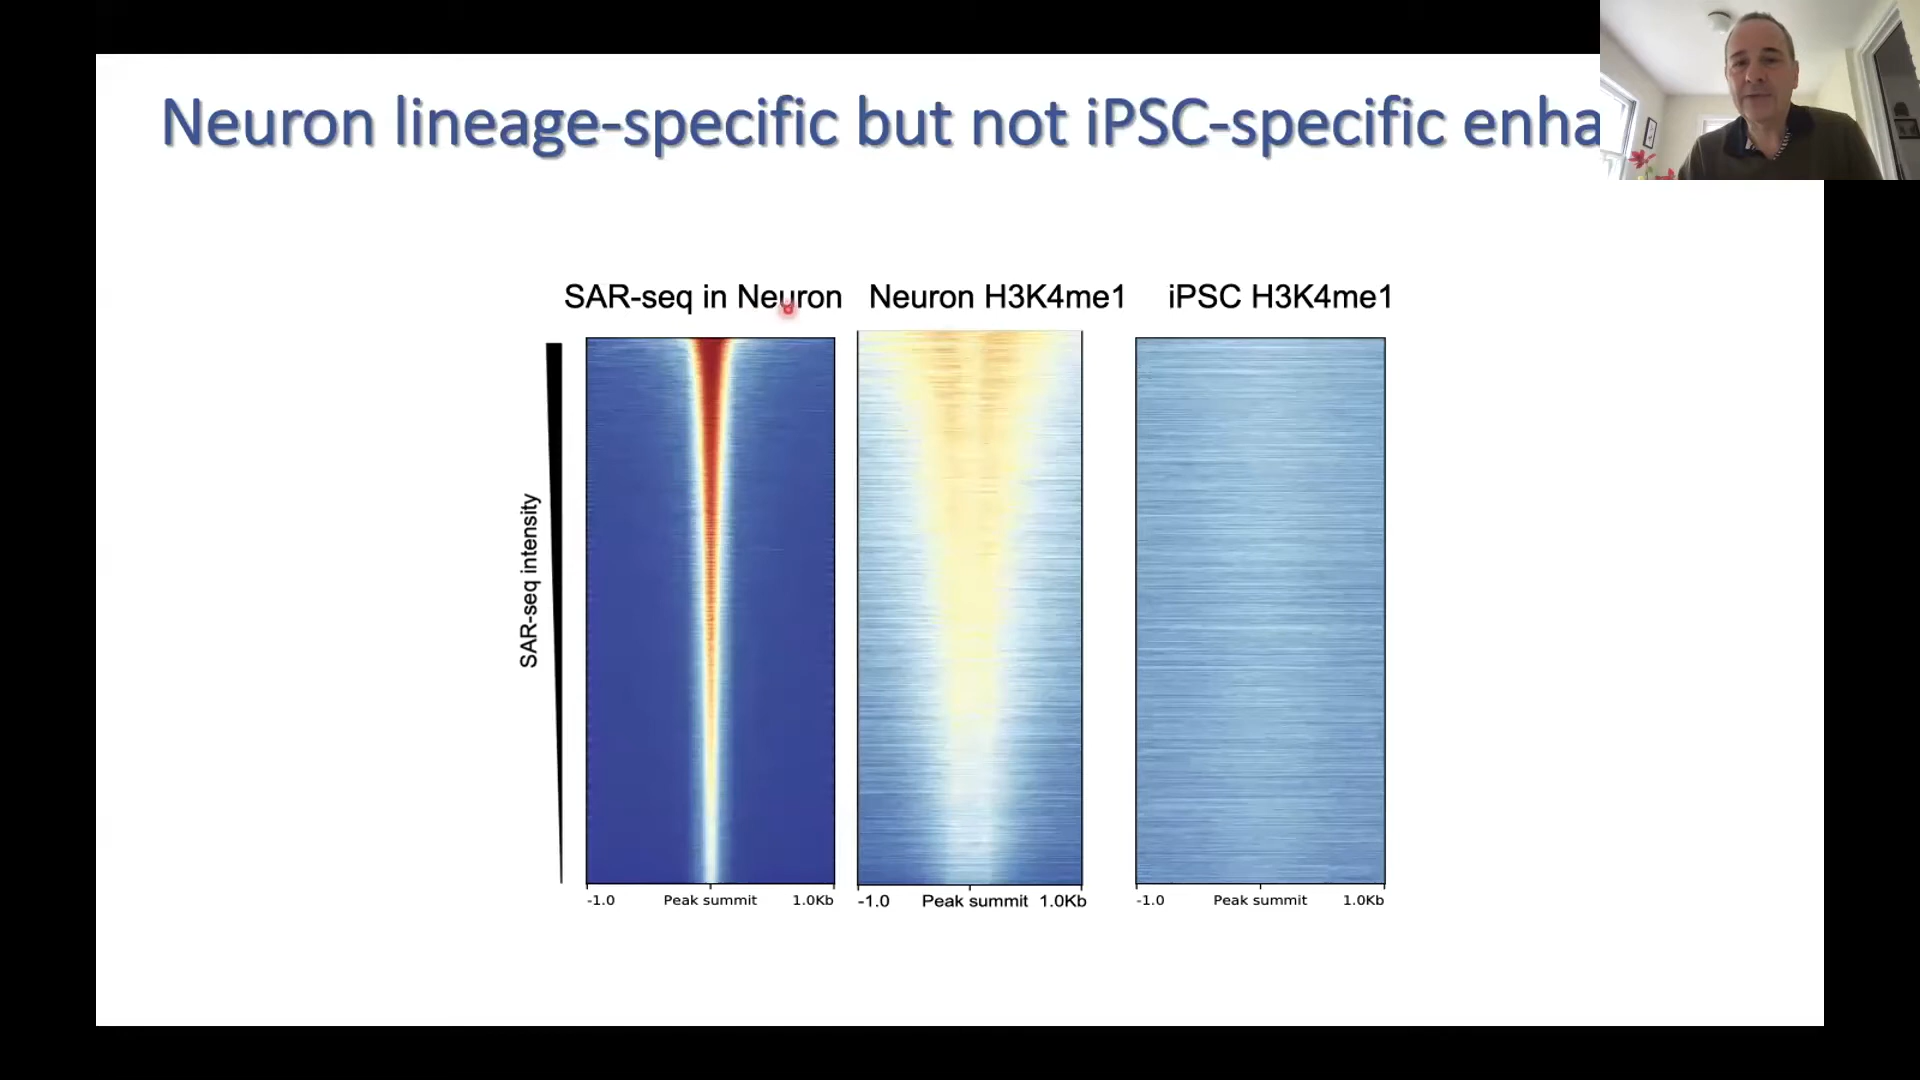 Neuron lineage-specific but not iPSC-specific enha
SAR-seq in Neuron Neuron H3K4me1 iPSC H3K4me1
SAR-seq intensity
-1.0 Peak summit 1.0Kb -1.0 Peak summit 1.0Kb -1.0 Peak summit 1.0Kb